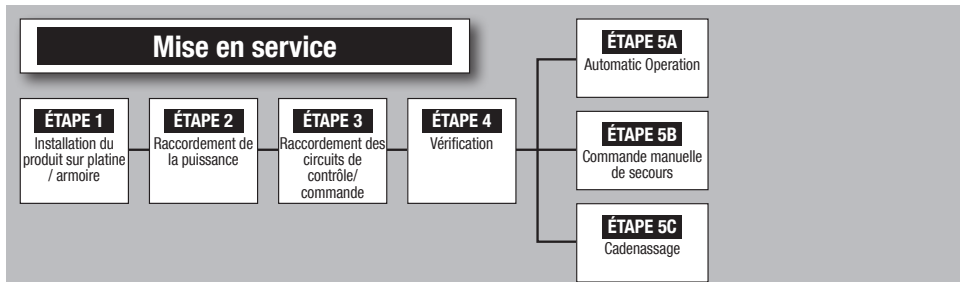 Mise en service
ÉTAPE 1
Installation du
produit sur platine
/ armoire
ÉTAPE 2
Raccordement de
la puissance
ÉTAPE 3
Raccordement des
circuits de
contrôle/
commande
ÉTAPE 4
Vérification
ÉTAPE 5A
Automatic Operation
ÉTAPE 5B
Commande manuelle
de secours
ÉTAPE 5C
Cadenassage